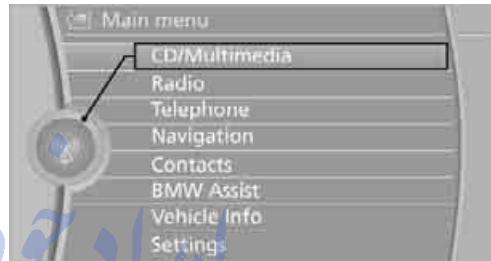 Main menu
CD/Multimedia
Radio
Telephone
Navigation
Contacts
BMW Assist
Vehicle Info
Settings